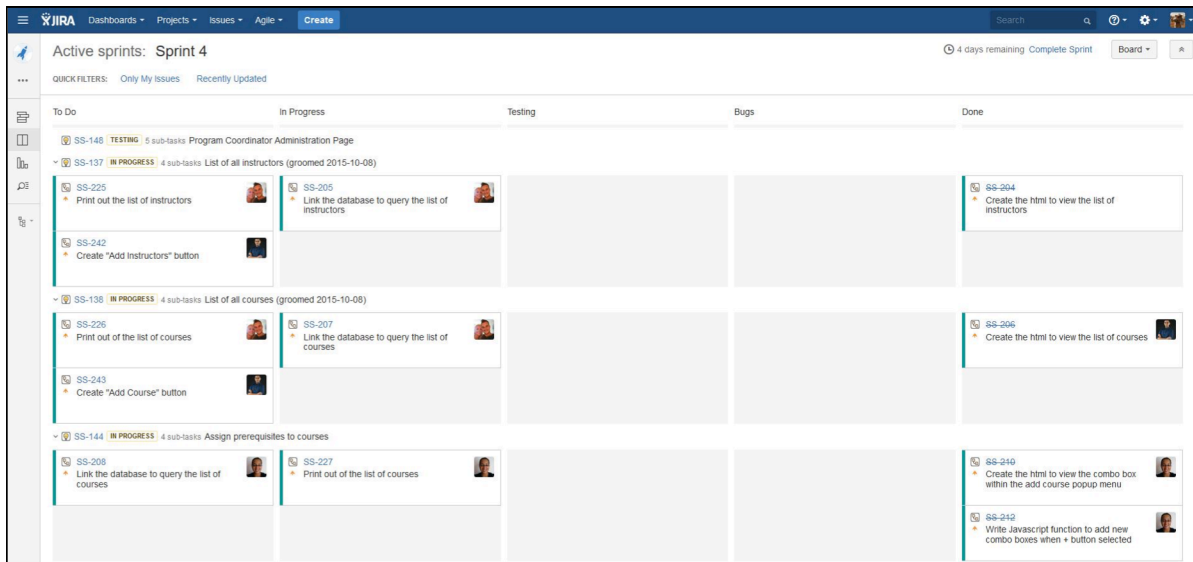 JIRA Dashboards Projects Issues Agile Create Search
Active sprints: Sprint 4
4 days remaining Complete Sprint Board
QUICK FILTERS: Only My Issues Recently Updated
To Do In Progress Testing Bugs Done
SS-148 TESTING 5 sub-tasks Program Coordinator Administration Page
SS-137 IN PROGRESS 4 sub-tasks List of all instructors (groomed 2015-10-08)
SS-225
Print out the list of instructors
SS-205
Link the database to query the list of
instructors
SS-204
Create the html to view the list of
instructors
SS-242
Create "Add Instructors" button
SS-138 IN PROGRESS 4 sub-tasks List of all courses (groomed 2015-10-08)
SS-226
Print out of the list of courses
SS-207
Link the database to query the list of
courses
SS-206
Create the html to view the list of courses
SS-243
Create "Add Course" button
SS-144 IN PROGRESS 4 sub-tasks Assign prerequisites to courses
SS-208
Link the database to query the list of
courses
SS-227
Print out of the list of courses
SS-210
Create the html to view the combo box
within the add course popup menu
SS-212
Write Javascript function to add new
combo boxes when + button selected